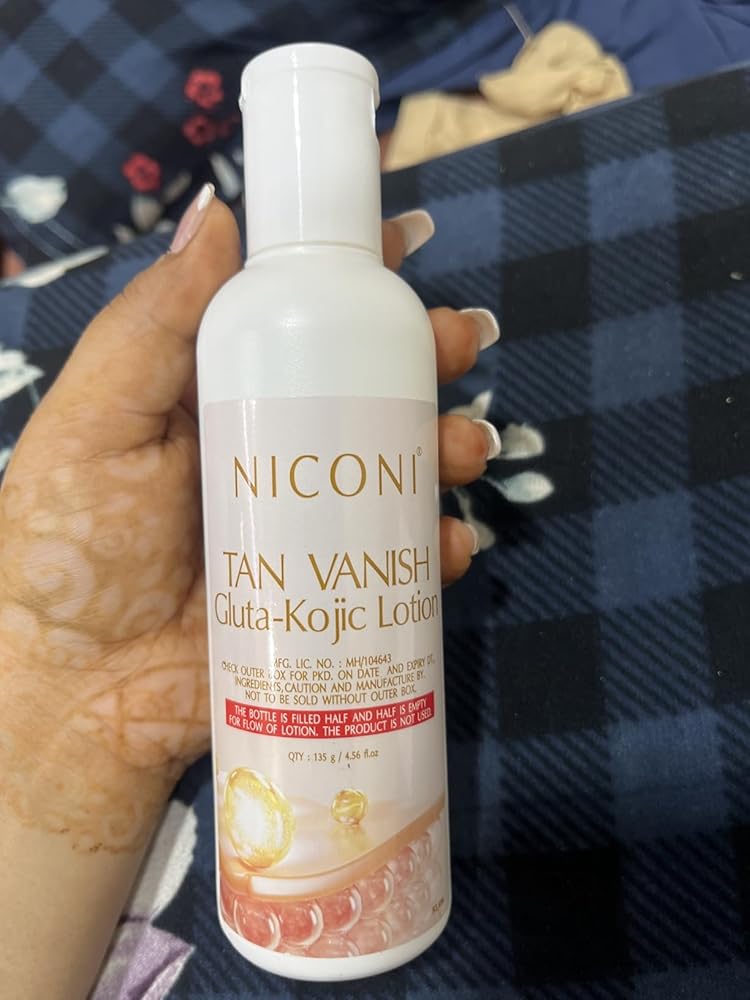 NICONI®
TAN VANISH
Gluta-Kojic Lotion
MFG. LIC. NO. : MH/104643
CHECK OUTER BOX FOR PKD. ON DATE AND EXPIRY DT.,
INGREDIENTS, CAUTION AND MANUFACTURE BY.
NOT TO BE SOLD WITHOUT OUTER BOX.
THE BOTTLE IS FILLED HALF AND HALF IS EMPTY
FOR FLOW OF LOTION. THE PRODUCT IS NOT USED.
QTY : 135 g / 4.56 fl.oz